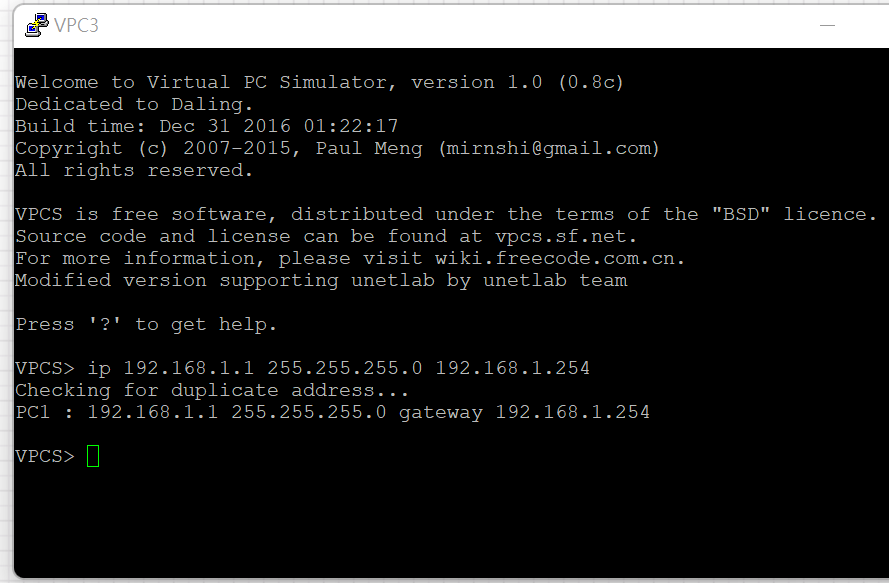 VPC3
Welcome to Virtual PC Simulator, version 1.0 (0.8c)
Dedicated to Daling.
Build time: Dec 31 2016 01:22:17
Copyright (c) 2007-2015, Paul Meng (mirnshi@gmail.com)
All rights reserved.
VPCS is free software, distributed under the terms of the "BSD" licence.
Source code and license can be found at vpcs.sf.net.
For more information, please visit wiki.freecode.com.cn.
Modified version supporting unetlab by unetlab team
Press '?' to get help.
VPCS> ip 192.168.1.1 255.255.255.0 192.168.1.254
Checking for duplicate address...
PC1 : 192.168.1.1 255.255.255.0 gateway 192.168.1.254
VPCS>